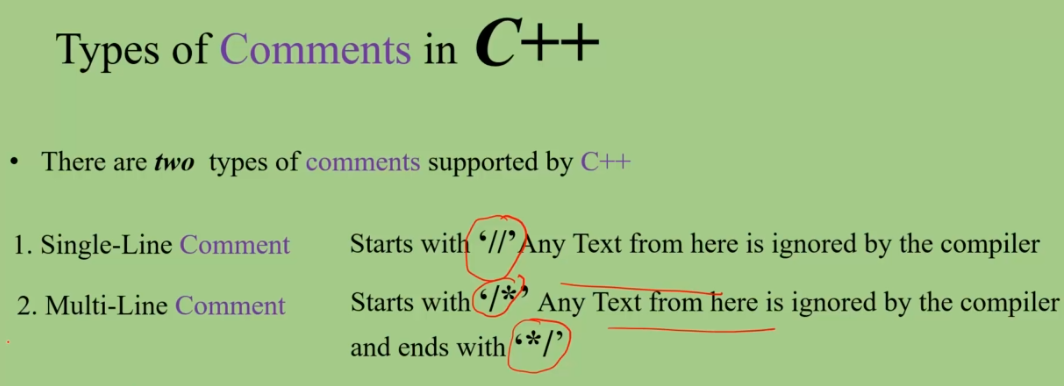 Types of Comments in C++
• There are two types of comments supported by C++
1. Single-Line Comment Starts with ‘//’ Any Text from here is ignored by the compiler
2. Multi-Line Comment Starts with ‘/*’ Any Text from here is ignored by the compiler
and ends with ‘*/’